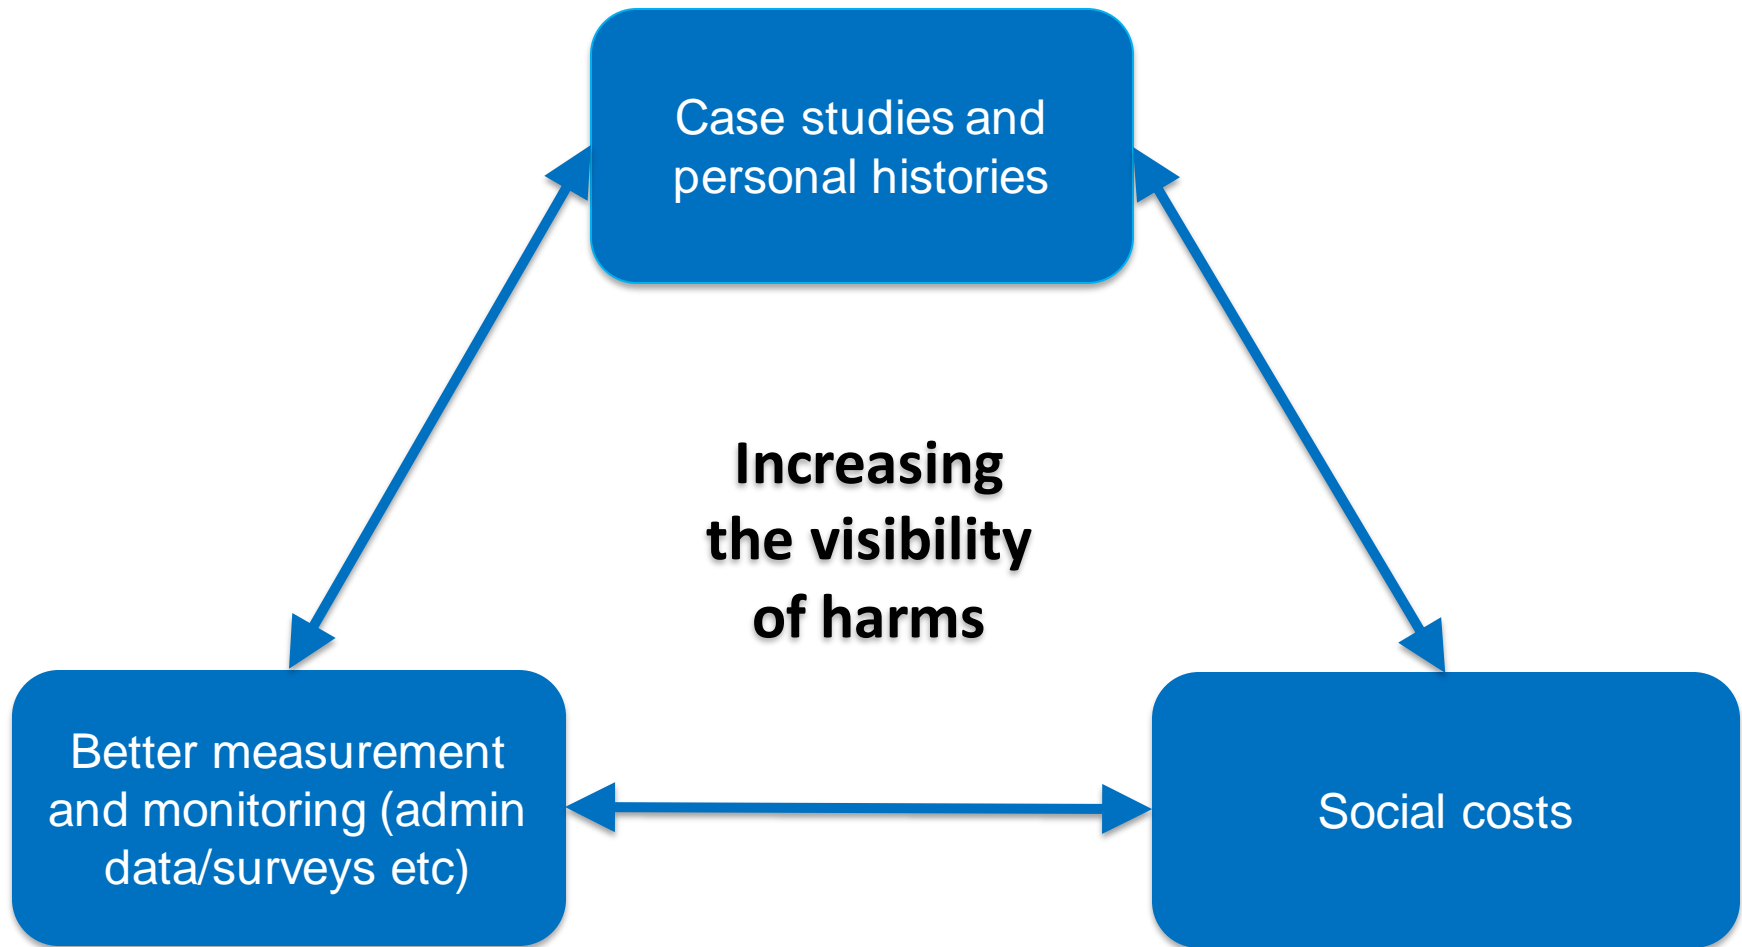 Case studies and
personal histories
Increasing
the visibility
of harms
Better measurement
and monitoring (admin
data/surveys etc)
Social costs